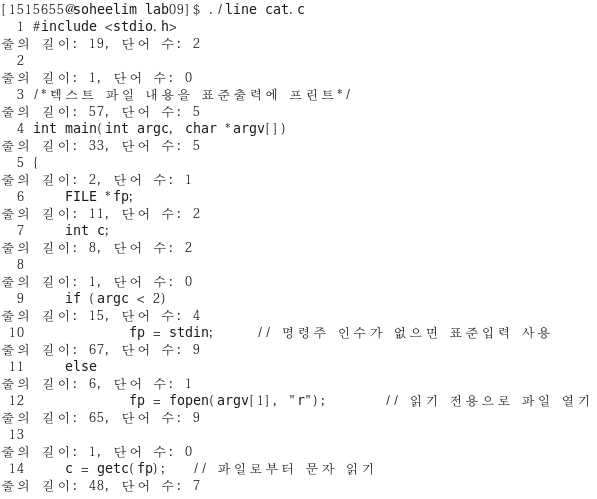 [1515655@soheelim lab09]$ ./line cat.c
1 #include <stdio.h>
줄의 길이: 19, 단어 수: 2
2
줄의 길이: 1, 단어 수: 0
3 /*텍스트 파일 내용을 표준출력에 프린트*/
줄의 길이: 57, 단어 수: 5
4 int main(int argc, char *argv[])
줄의 길이: 33, 단어 수: 5
5 {
줄의 길이: 2, 단어 수: 1
6 FILE *fp;
줄의 길이: 11, 단어 수: 2
7 int c;
줄의 길이: 8, 단어 수: 2
8
줄의 길이: 1, 단어 수: 0
9 if (argc < 2)
줄의 길이: 15, 단어 수: 4
10 fp = stdin; // 명령주 인수가 없으면 표준입력 사용
줄의 길이: 67, 단어 수: 9
11 else
줄의 길이: 6, 단어 수: 1
12 fp = fopen(argv[1], "r"); // 읽기 전용으로 파일 열기
줄의 길이: 65, 단어 수: 9
13
줄의 길이: 1, 단어 수: 0
14 c = getc(fp); // 파일로부터 문자 읽기
줄의 길이: 48, 단어 수: 7